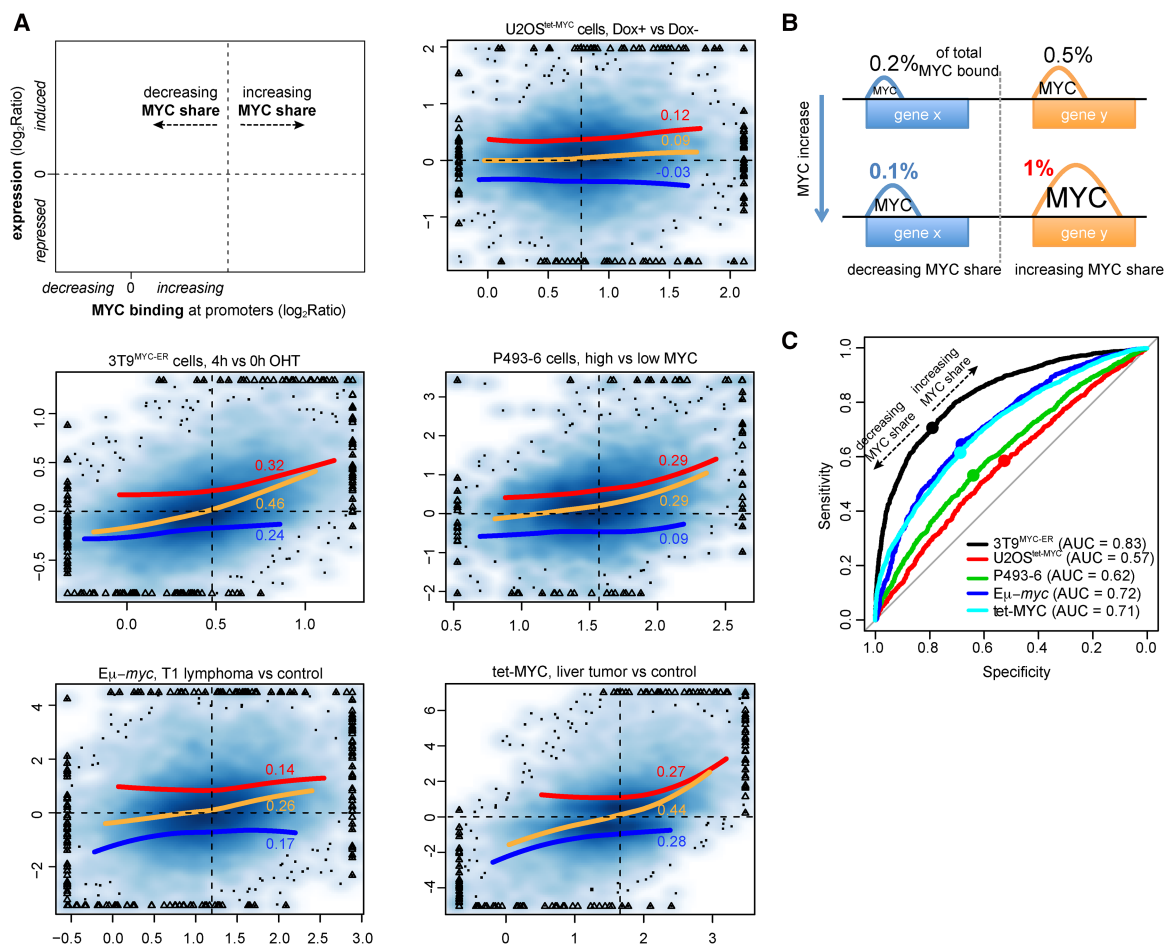 A
expression (log2Ratio)
repressed
induced
0
decreasing
MYC share
increasing
MYC share
decreasing 0 increasing
MYC binding at promoters (log2Ratio)
U2OStet-MYC cells, Dox+ vs Dox-
2
1
0
−1
0.12
0.09
-0.03
0.0 0.5 1.0 1.5 2.0
B
MYC increase
0.2%
of total
MYC bound
0.5%
MYC
MYC
gene x
gene y
0.1%
1%
MYC
MYC
gene x
gene y
decreasing MYC share
increasing MYC share
3T9MYC-ER cells, 4h vs 0h OHT
1.0
0.5
0.0
−0.5
0.32
0.46
0.24
0.0 0.5 1.0
P493-6 cells, high vs low MYC
3
2
1
0
−1
−2
0.29
0.29
0.09
0.5 1.0 1.5 2.0 2.5
C
Sensitivity
1.0
0.8
0.6
0.4
0.2
0.0
increasing
MYC share
decreasing
MYC share
3T9MYC-ER (AUC = 0.83)
U2OStet-MYC (AUC = 0.57)
P493-6 (AUC = 0.62)
Eμ−myc (AUC = 0.72)
tet-MYC (AUC = 0.71)
1.0 0.8 0.6 0.4 0.2 0.0
Specificity
Eμ−myc, T1 lymphoma vs control
4
2
0
−2
0.14
0.26
0.17
−0.5 0.0 0.5 1.0 1.5 2.0 2.5 3.0
tet-MYC, liver tumor vs control
6
4
2
0
−2
−4
0.27
0.44
0.28
0 1 2 3